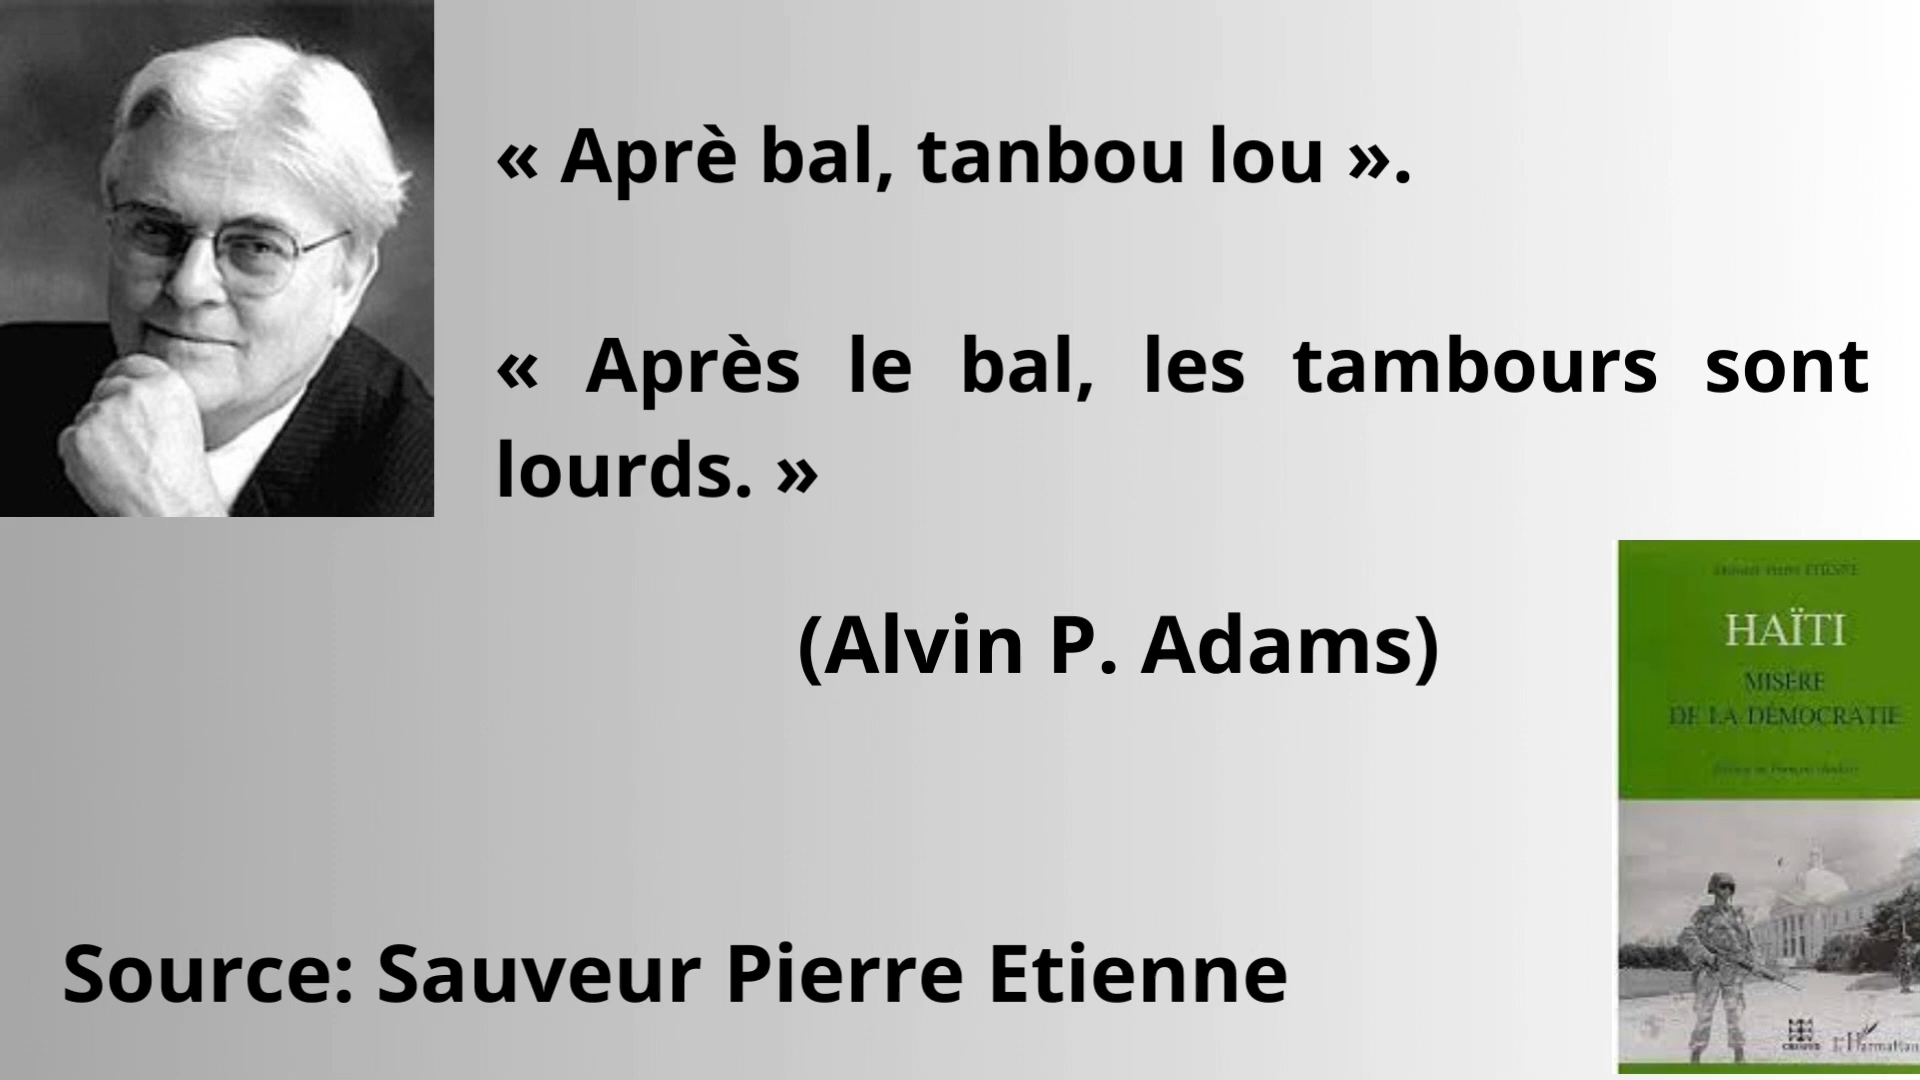 « Aprè bal, tanbou lou ».
« Après le bal, les tambours sont
lourds. »
(Alvin P. Adams)
Source: Sauveur Pierre Etienne
HAÏTI
MISÈRE
DE LA DÉMOCRATIE
L'Harmattan